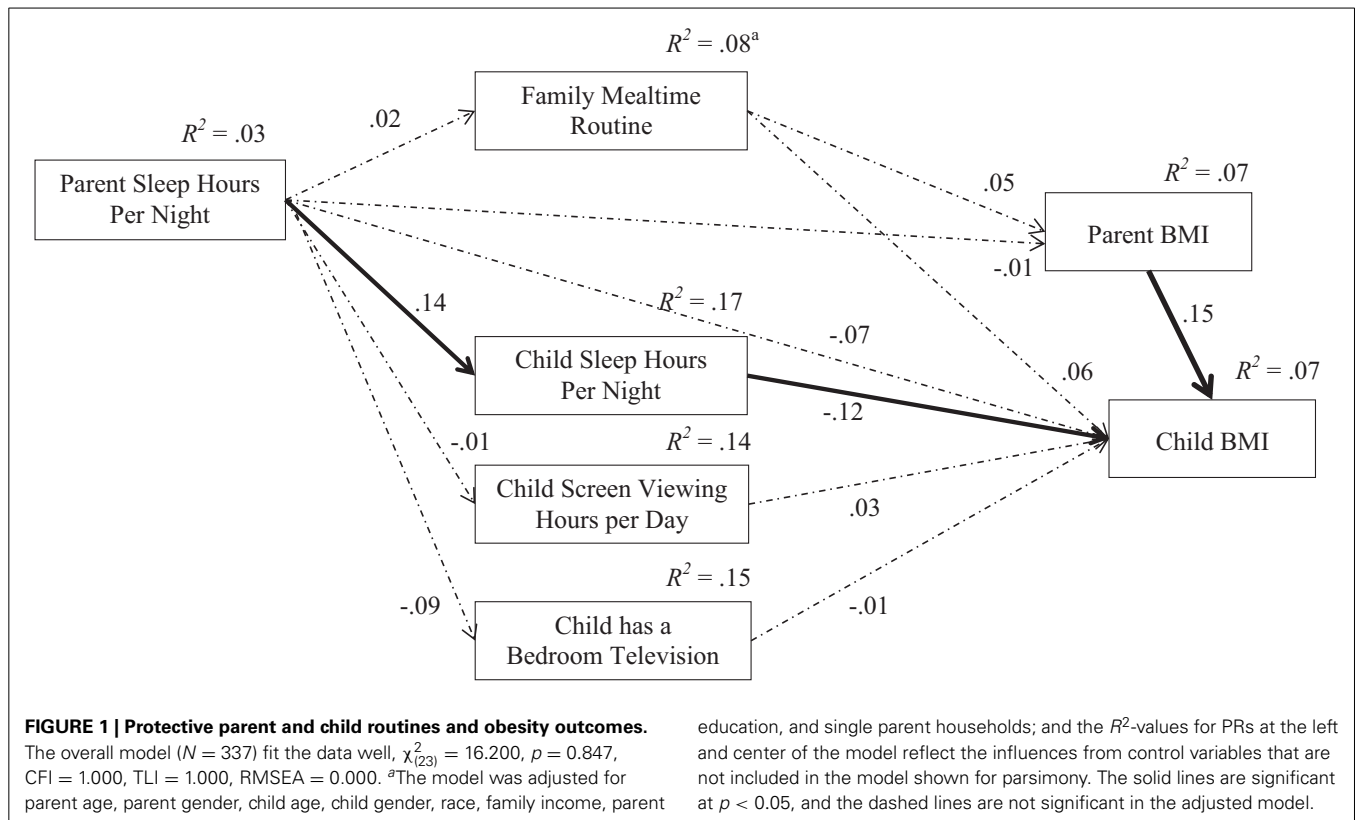 R² = .08ᵃ
Family Mealtime
Routine
.02
R² = .03
Parent Sleep Hours
Per Night
.05
R² = .07
Parent BMI
-.01
.14
R² = .17
-.07
.15
Child Sleep Hours
Per Night
.06
R² = .07
-.12
Child BMI
-.01
R² = .14
Child Screen Viewing
Hours per Day
.03
R² = .15
-.09
-.01
Child has a
Bedroom Television
FIGURE 1 | Protective parent and child routines and obesity outcomes.
The overall model (N = 337) fit the data well, χ²₍₂₃₎ = 16.200, p = 0.847,
CFI = 1.000, TLI = 1.000, RMSEA = 0.000. ᵃThe model was adjusted for
parent age, parent gender, child age, child gender, race, family income, parent
education, and single parent households; and the R²-values for PRs at the left
and center of the model reflect the influences from control variables that are
not included in the model shown for parsimony. The solid lines are significant
at p < 0.05, and the dashed lines are not significant in the adjusted model.